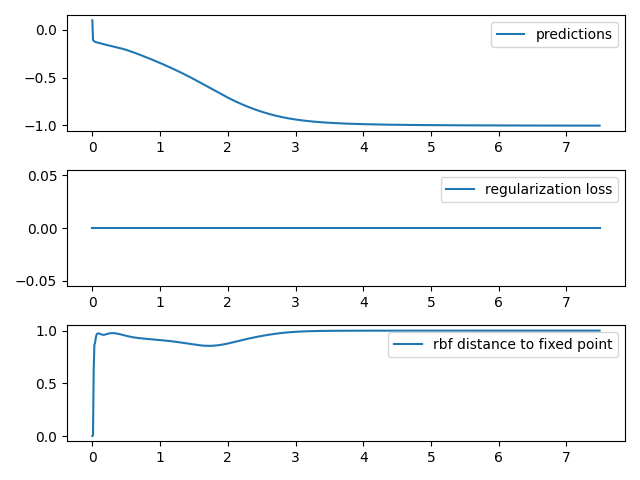 0.0
−0.5
−1.0
predictions
0 1 2 3 4 5 6 7
0.05
0.00
−0.05
regularization loss
0 1 2 3 4 5 6 7
1.0
0.5
0.0
rbf distance to fixed point
0 1 2 3 4 5 6 7